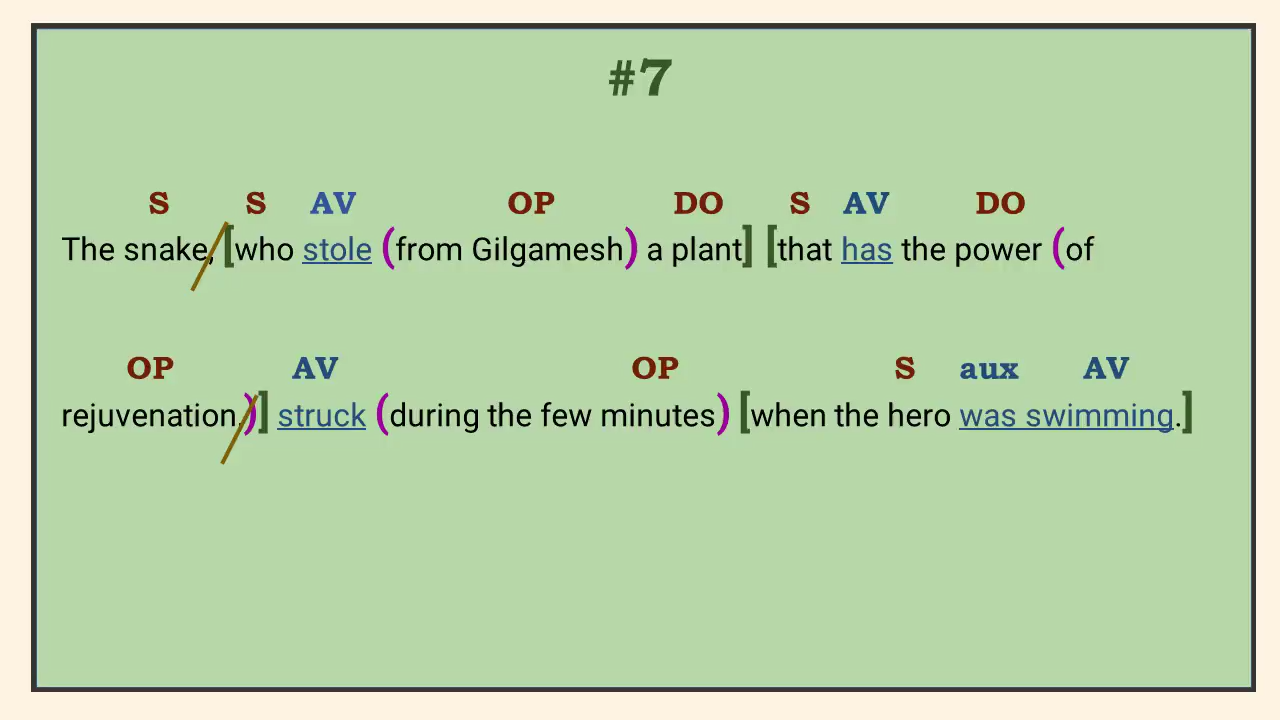 #7
S S AV OP DO S AV DO
The snake, [who stole (from Gilgamesh) a plant] [that has the power (of
OP AV OP S aux AV
rejuvenation,)] struck (during the few minutes) [when the hero was swimming.]